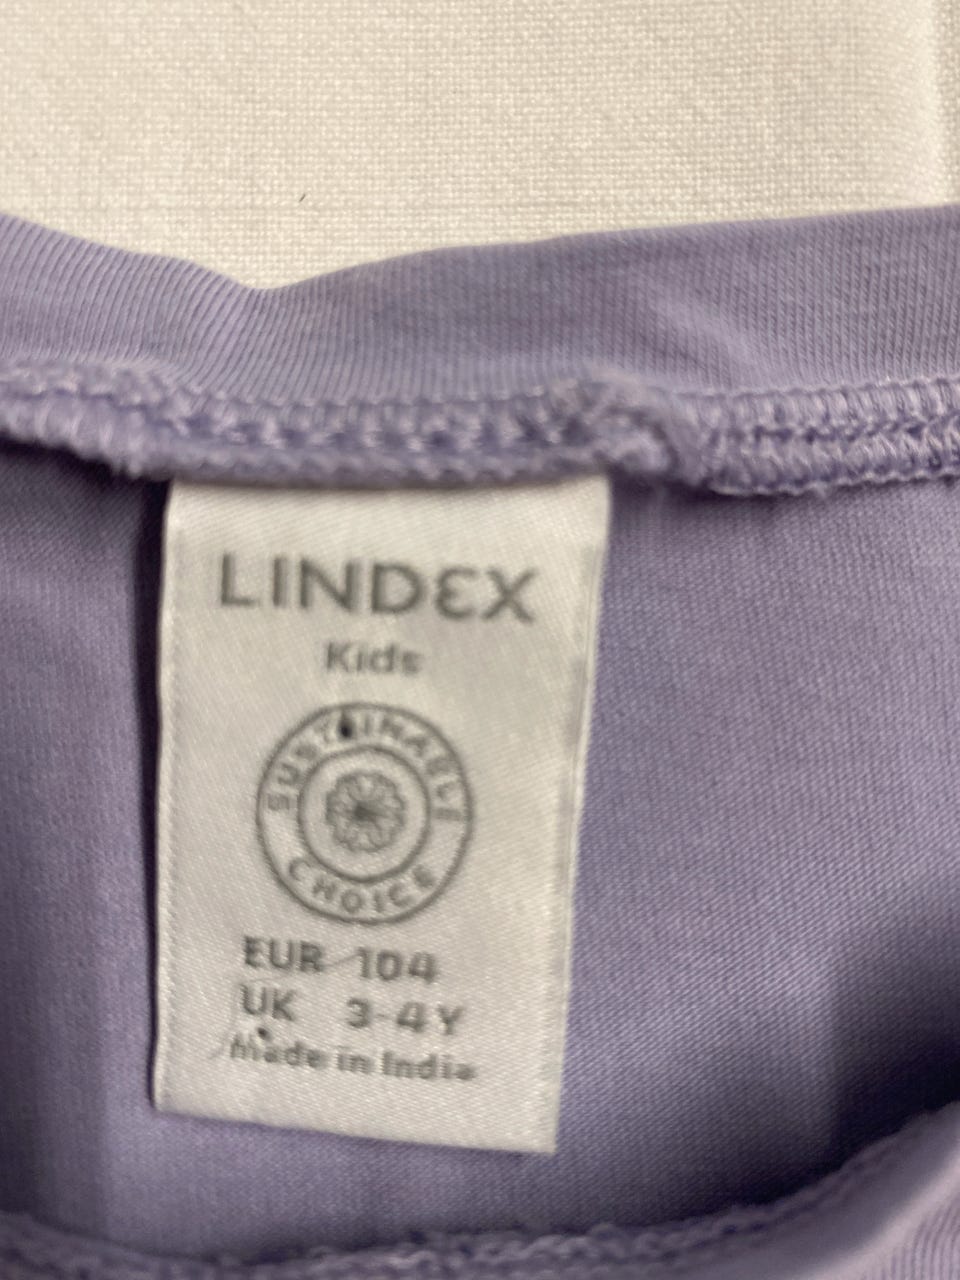 LINDEX
Kids
SUSTAINABLE
CHOICE
EUR 104
UK 3-4Y
Made in India